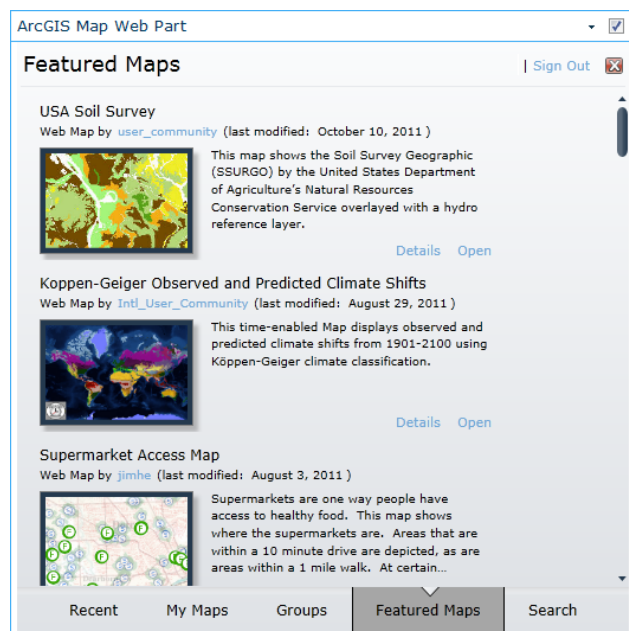 ArcGIS Map Web Part
Featured Maps
| Sign Out
USA Soil Survey
Web Map by user_community (last modified: October 10, 2011 )
This map shows the Soil Survey Geographic
(SSURGO) by the United States Department
of Agriculture's Natural Resources
Conservation Service overlayed with a hydro
reference layer.
Details Open
Koppen-Geiger Observed and Predicted Climate Shifts
Web Map by Intl_User_Community (last modified: August 29, 2011 )
This time-enabled Map displays observed and
predicted climate shifts from 1901-2100 using
Köppen-Geiger climate classification.
Details Open
Supermarket Access Map
Web Map by jimhe (last modified: August 3, 2011 )
Supermarkets are one way people have
access to healthy food. This map shows
where the supermarkets are. Areas that are
within a 10 minute drive are depicted, as are
areas within a 1 mile walk. At certain...
Recent My Maps Groups Featured Maps Search